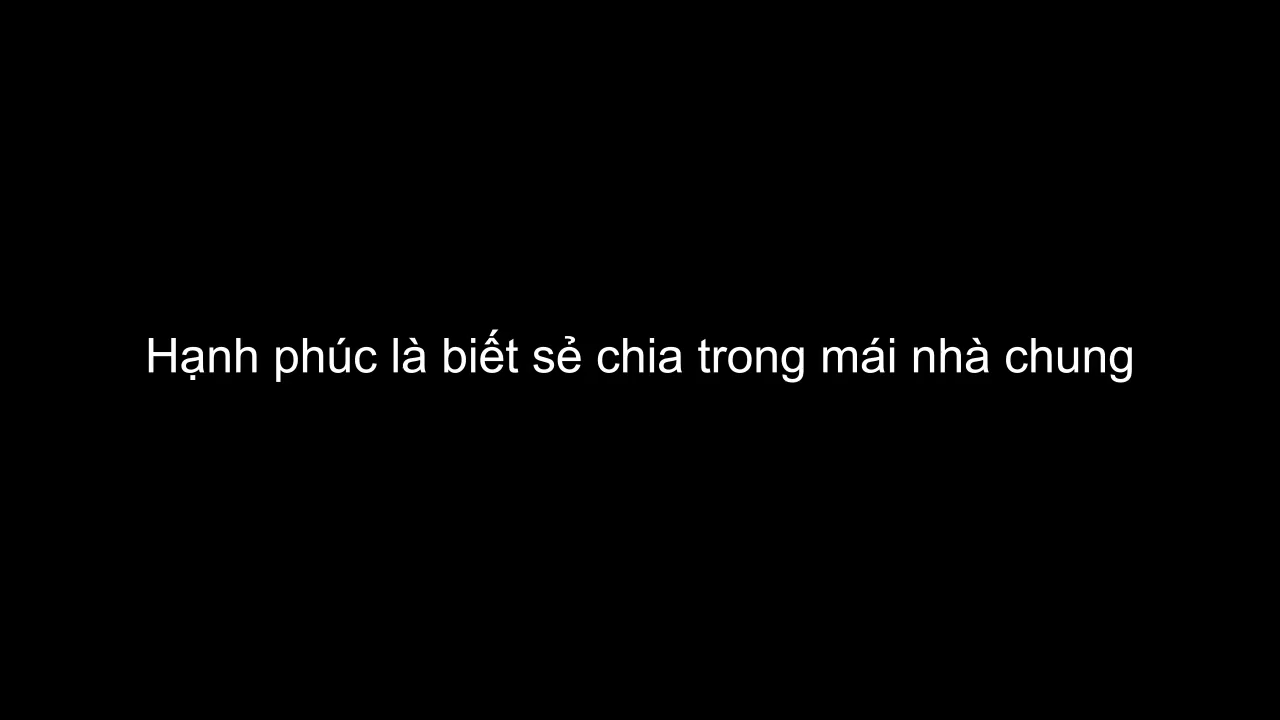 Hạnh phúc là biết sẻ chia trong mái nhà chung